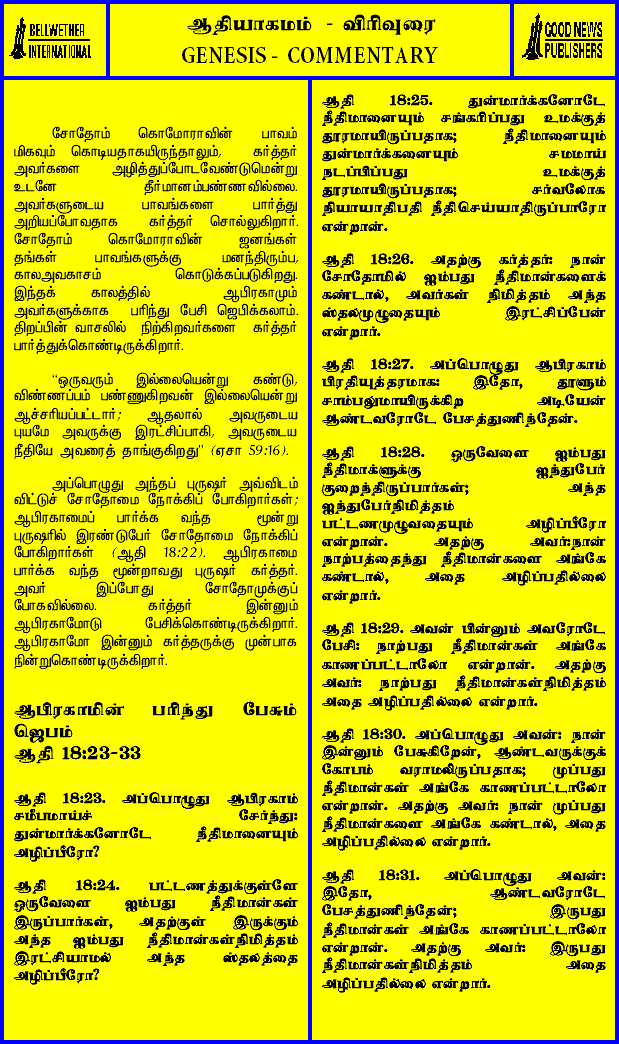 BELLWETHER
INTERNATIONAL
ஆதியாகமம் - விரிவுரை
GENESIS - COMMENTARY
GOOD NEWS
PUBLISHERS
சோதோம் கொமோராவின் பாவம்
மிகவும் கொடியதாகயிருந்தாலும், கர்த்தர்
அவர்களை அழித்துப்போடவேண்டுமென்று
உடனே தீர்மானம்பண்ணவில்லை.
அவர்களுடைய பாவங்களை பார்த்து
அறியப்போவதாக கர்த்தர் சொல்லுகிறார்.
சோதோம் கொமோராவின் ஜனங்கள்
தங்கள் பாவங்களுக்கு மனந்திரும்ப,
காலஅவகாசம் கொடுக்கப்படுகிறது.
இந்தக் காலத்தில் ஆபிரகாமும்
அவர்களுக்காக பரிந்து பேசி ஜெபிக்கலாம்.
திறப்பின் வாசலில் நிற்கிறவர்களை கர்த்தர்
பார்த்துக்கொண்டிருக்கிறார்.
"ஒருவரும் இல்லையென்று கண்டு,
விண்ணப்பம் பண்ணுகிறவன் இல்லையென்று
ஆச்சரியப்பட்டார்; ஆதலால் அவருடைய
புயமே அவருக்கு இரட்சிப்பாகி, அவருடைய
நீதியே அவரைத் தாங்குகிறது" (ஏசா 59:16).
அப்பொழுது அந்தப் புருஷர் அவ்விடம்
விட்டுச் சோதோமை நோக்கிப் போகிறார்கள்;
ஆபிரகாமைப் பார்க்க வந்த மூன்று
புருஷரில் இரண்டுபேர் சோதோமை நோக்கிப்
போகிறார்கள் (ஆதி 18:22). ஆபிரகாமை
பார்க்க வந்த மூன்றாவது புருஷர் கர்த்தர்.
அவர் இப்போது சோதோமுக்குப்
போகவில்லை. கர்த்தர் இன்னும்
ஆபிரகாமோடு பேசிக்கொண்டிருக்கிறார்.
ஆபிரகாமோ இன்னும் கர்த்தருக்கு முன்பாக
நின்றுகொண்டிருக்கிறார்.
ஆபிரகாமின் பரிந்து பேசும்
ஜெபம்
ஆதி 18:23-33
ஆதி 18:23. அப்பொழுது ஆபிரகாம்
சமீபமாய்ச் சேர்ந்து:
துன்மார்க்கனோடே நீதிமானையும்
அழிப்பீரோ?
ஆதி 18:24. பட்டணத்துக்குள்ளே
ஒருவேளை ஐம்பது நீதிமான்கள்
இருப்பார்கள், அதற்குள் இருக்கும்
அந்த ஐம்பது நீதிமான்கள்நிமித்தம்
இரட்சியாமல் அந்த ஸ்தலத்தை
அழிப்பீரோ?
ஆதி 18:25. துன்மார்க்கனோடே
நீதிமானையும் சங்கரிப்பது உமக்குத்
தூரமாயிருப்பதாக; நீதிமானையும்
துன்மார்க்கனையும் சமமாய்
நடப்பிப்பது உமக்குத்
தூரமாயிருப்பதாக; சர்வலோக
நியாயாதிபதி நீதிசெய்யாதிருப்பாரோ
என்றான்.
ஆதி 18:26. அதற்கு கர்த்தர்: நான்
சோதோமில் ஐம்பது நீதிமான்களைக்
கண்டால், அவர்கள் நிமித்தம் அந்த
ஸ்தலமுழுதையும் இரட்சிப்பேன்
என்றார்.
ஆதி 18:27. அப்பொழுது ஆபிரகாம்
பிரதியுத்தரமாக: இதோ, தூளும்
சாம்பலுமாயிருக்கிற அடியேன்
ஆண்டவரோடே பேசத்துணிந்தேன்.
ஆதி 18:28. ஒருவேளை ஐம்பது
நீதிமாக்ளுக்கு ஐந்துபேர்
குறைந்திருப்பார்கள்; அந்த
ஐந்துபேர்நிமித்தம்
பட்டணமுழுவதையும் அழிப்பீரோ
என்றான். அதற்கு அவர்:நான்
நாற்பத்தைந்து நீதிமான்களை அங்கே
கண்டால், அதை அழிப்பதில்லை
என்றார்.
ஆதி 18:29. அவன் பின்னும் அவரோடே
பேசி: நாற்பது நீதிமான்கள் அங்கே
காணப்பட்டாலோ என்றான். அதற்கு
அவர்: நாற்பது நீதிமான்கள்நிமித்தம்
அதை அழிப்பதில்லை என்றார்.
ஆதி 18:30. அப்பொழுது அவன்: நான்
இன்னும் பேசுகிறேன், ஆண்டவருக்குக்
கோபம் வராமலிருப்பதாக; முப்பது
நீதிமான்கள் அங்கே காணப்பட்டாலோ
என்றான். அதற்கு அவர்: நான் முப்பது
நீதிமான்களை அங்கே கண்டால், அதை
அழிப்பதில்லை என்றார்.
ஆதி 18:31. அப்பொழுது அவன்:
இதோ, ஆண்டவரோடே
பேசத்துணிந்தேன்; இருபது
நீதிமான்கள் அங்கே காணப்பட்டாலோ
என்றான். அதற்கு அவர்: இருபது
நீதிமான்கள்நிமித்தம் அதை
அழிப்பதில்லை என்றார்.